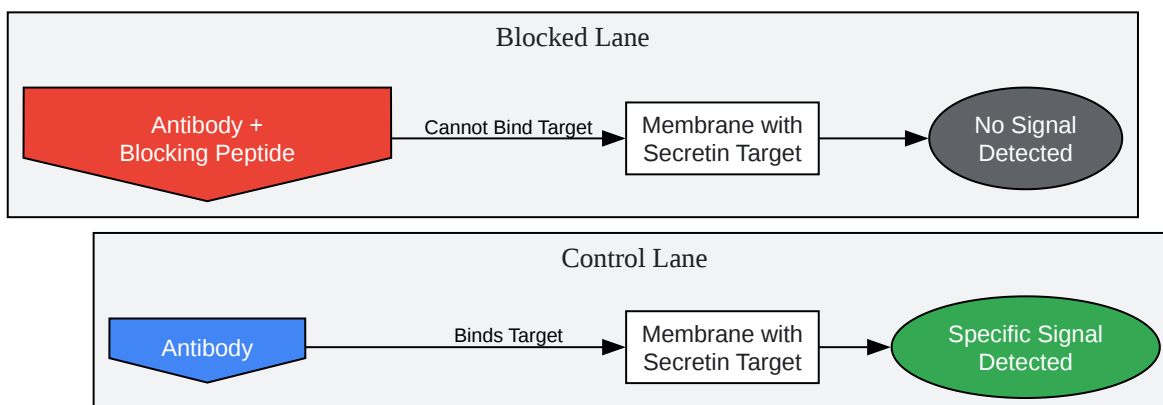 Blocked Lane
Antibody +
Blocking Peptide
Cannot Bind Target
Membrane with
Secretin Target
No Signal
Detected
Control Lane
Antibody
Binds Target
Membrane with
Secretin Target
Specific Signal
Detected